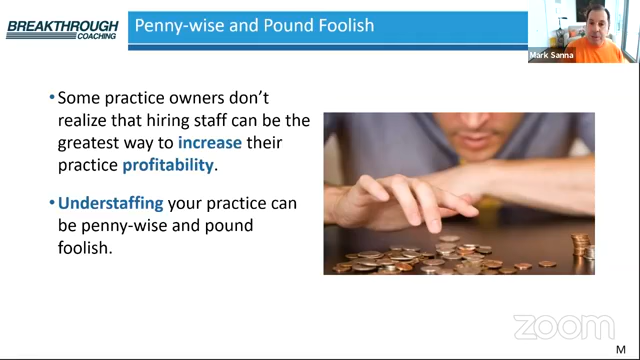 BREAKTHROUGH
COACHING
Penny-wise and Pound Foolish
Mark Sanna
•Some practice owners don't
realize that hiring staff can be the
greatest way to increase their
practice profitability.
•Understaffing your practice can
be penny-wise and pound
foolish.
zoom
M